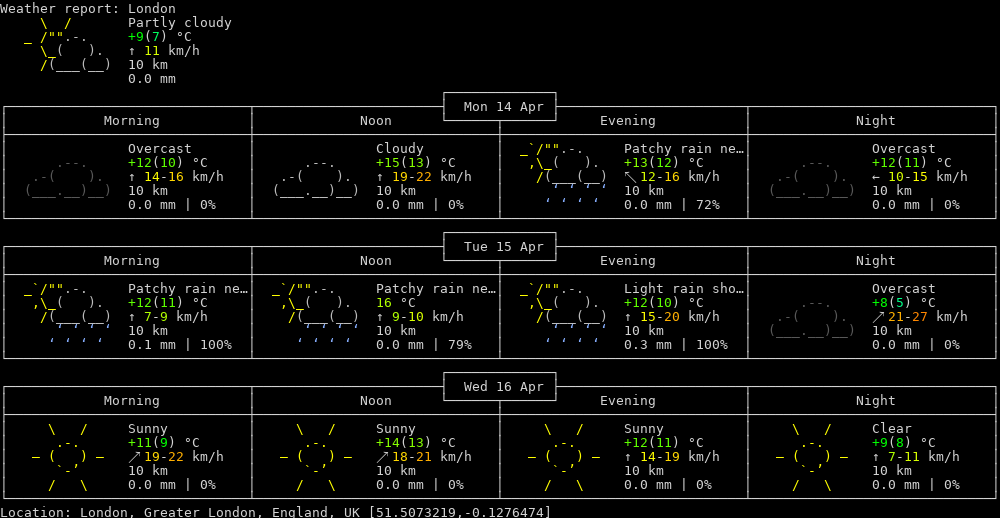 Weather report: London
Partly cloudy
+9(7) °C
↑ 11 km/h
10 km
0.0 mm
Mon 14 Apr
Morning Noon Evening Night
Overcast Cloudy Patchy rain ne… Overcast
+12(10) °C +15(13) °C +13(12) °C +12(11) °C
↑ 14-16 km/h ↑ 19-22 km/h ↖ 12-16 km/h ← 10-15 km/h
10 km 10 km 10 km 10 km
0.0 mm | 0% 0.0 mm | 0% 0.0 mm | 72% 0.0 mm | 0%
Tue 15 Apr
Morning Noon Evening Night
Patchy rain ne… Patchy rain ne… Light rain sho… Overcast
+12(11) °C 16 °C +12(10) °C +8(5) °C
↑ 7-9 km/h ↑ 9-10 km/h ↑ 15-20 km/h ↗ 21-27 km/h
10 km 10 km 10 km 10 km
0.1 mm | 100% 0.0 mm | 79% 0.3 mm | 100% 0.0 mm | 0%
Wed 16 Apr
Morning Noon Evening Night
Sunny Sunny Sunny Clear
+11(9) °C +14(13) °C +12(11) °C +9(8) °C
↗ 19-22 km/h ↗ 18-21 km/h ↑ 14-19 km/h ↑ 7-11 km/h
10 km 10 km 10 km 10 km
0.0 mm | 0% 0.0 mm | 0% 0.0 mm | 0% 0.0 mm | 0%
Location: London, Greater London, England, UK [51.5073219,-0.1276474]